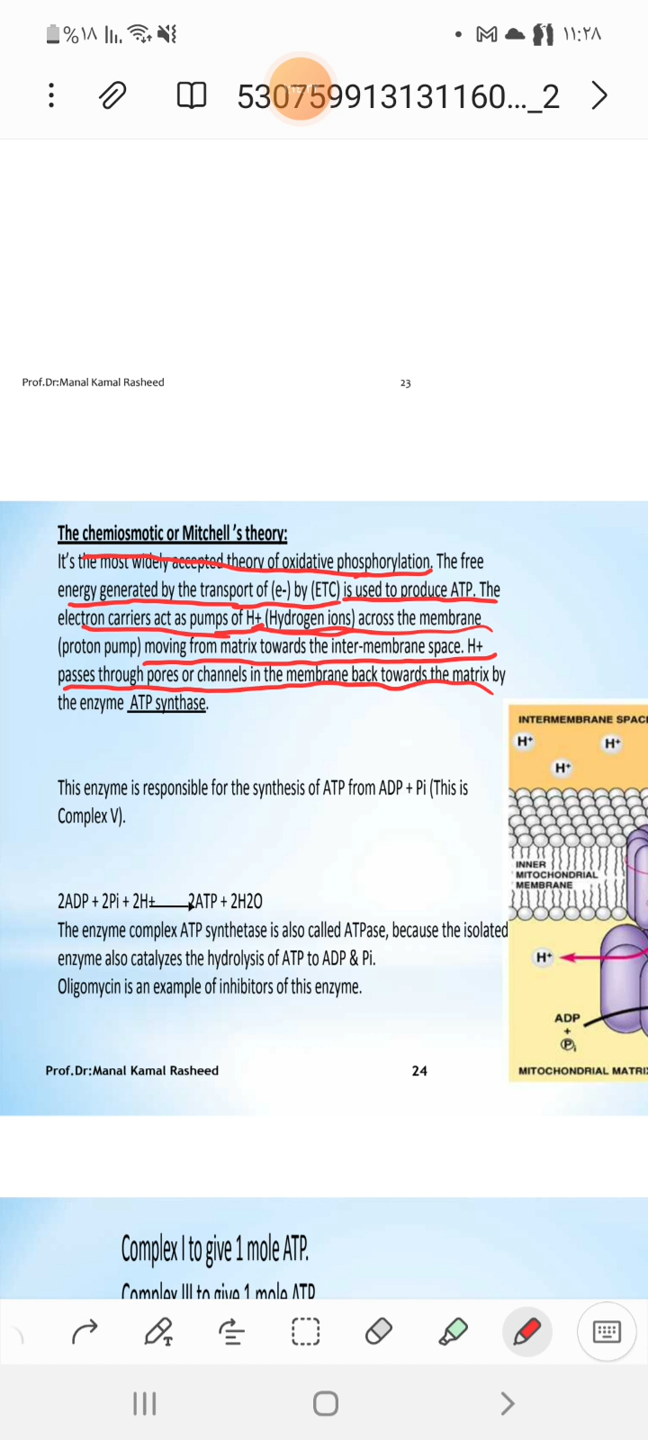 %١٨
١١:٢٨
530759913131160..._2
Prof.Dr:Manal Kamal Rasheed
23
The chemiosmotic or Mitchell 's theory:
It's the most widely accepted theory of oxidative phosphorylation. The free
energy generated by the transport of (e-) by (ETC) is used to produce ATP. The
electron carriers act as pumps of H+ (Hydrogen ions) across the membrane
(proton pump) moving from matrix towards the inter-membrane space. H+
passes through pores or channels in the membrane back towards the matrix by
the enzyme ATP synthase.
INTERMEMBRANE SPAC
H+
H+
H+
This enzyme is responsible for the synthesis of ATP from ADP + Pi (This is
Complex V).
INNER
MITOCHONDRIAL
MEMBRANE
2ADP + 2Pi + 2H+ 2ATP + 2H2O
The enzyme complex ATP synthetase is also called ATPase, because the isolated
enzyme also catalyzes the hydrolysis of ATP to ADP & Pi.
Oligomycin is an example of inhibitors of this enzyme.
H+
ADP
+
Pi
Prof.Dr:Manal Kamal Rasheed
24
MITOCHONDRIAL MATRI
Complex I to give 1 mole ATP.
Complex III to give 1 mole ATP